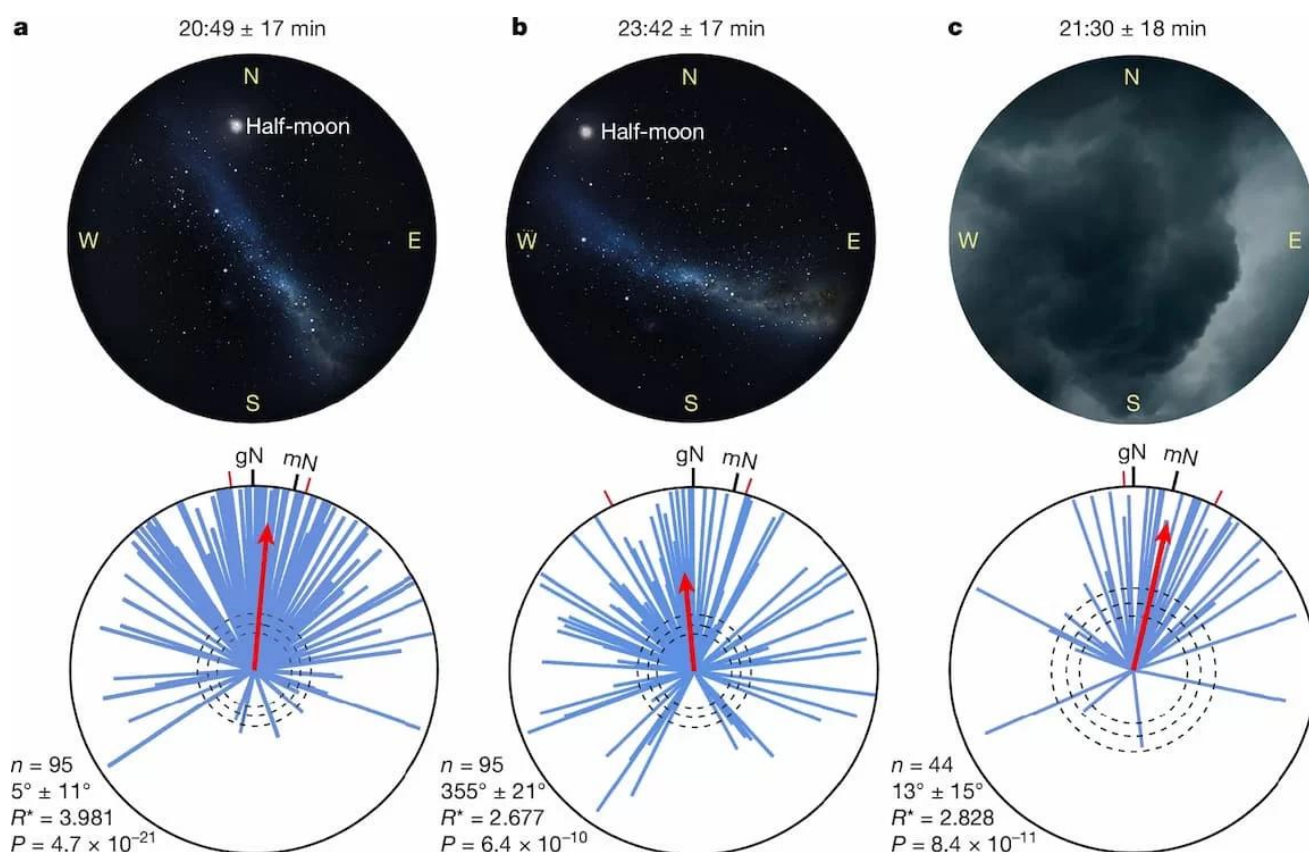 a
20:49 ± 17 min
N
Half-moon
W
E
S
gN
mN
n = 95
5° ± 11°
R* = 3.981
P = 4.7 × 10⁻²¹
b
23:42 ± 17 min
N
Half-moon
W
E
S
gN
mN
n = 95
355° ± 21°
R* = 2.677
P = 6.4 × 10⁻¹⁰
c
21:30 ± 18 min
N
W
E
S
gN
mN
n = 44
13° ± 15°
R* = 2.828
P = 8.4 × 10⁻¹¹